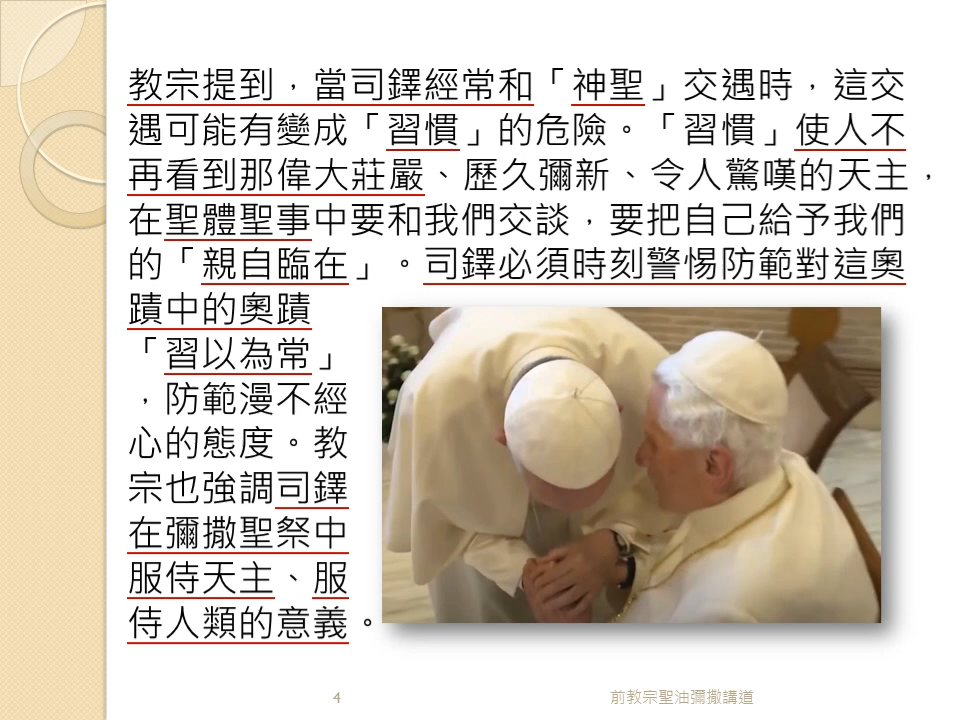 教宗提到，當司鐸經常和「神聖」交遇時，這交
遇可能有變成「習慣」的危險。「習慣」使人不
再看到那偉大莊嚴、歷久彌新、令人驚嘆的天主，
在聖體聖事中要和我們交談，要把自己給予我們
的「親自臨在」。司鐸必須時刻警惕防範對這奧
蹟中的奧蹟
「習以為常」
，防範漫不經
心的態度。教
宗也強調司鐸
在彌撒聖祭中
服侍天主、服
侍人類的意義。
4
前教宗聖油彌撒講道